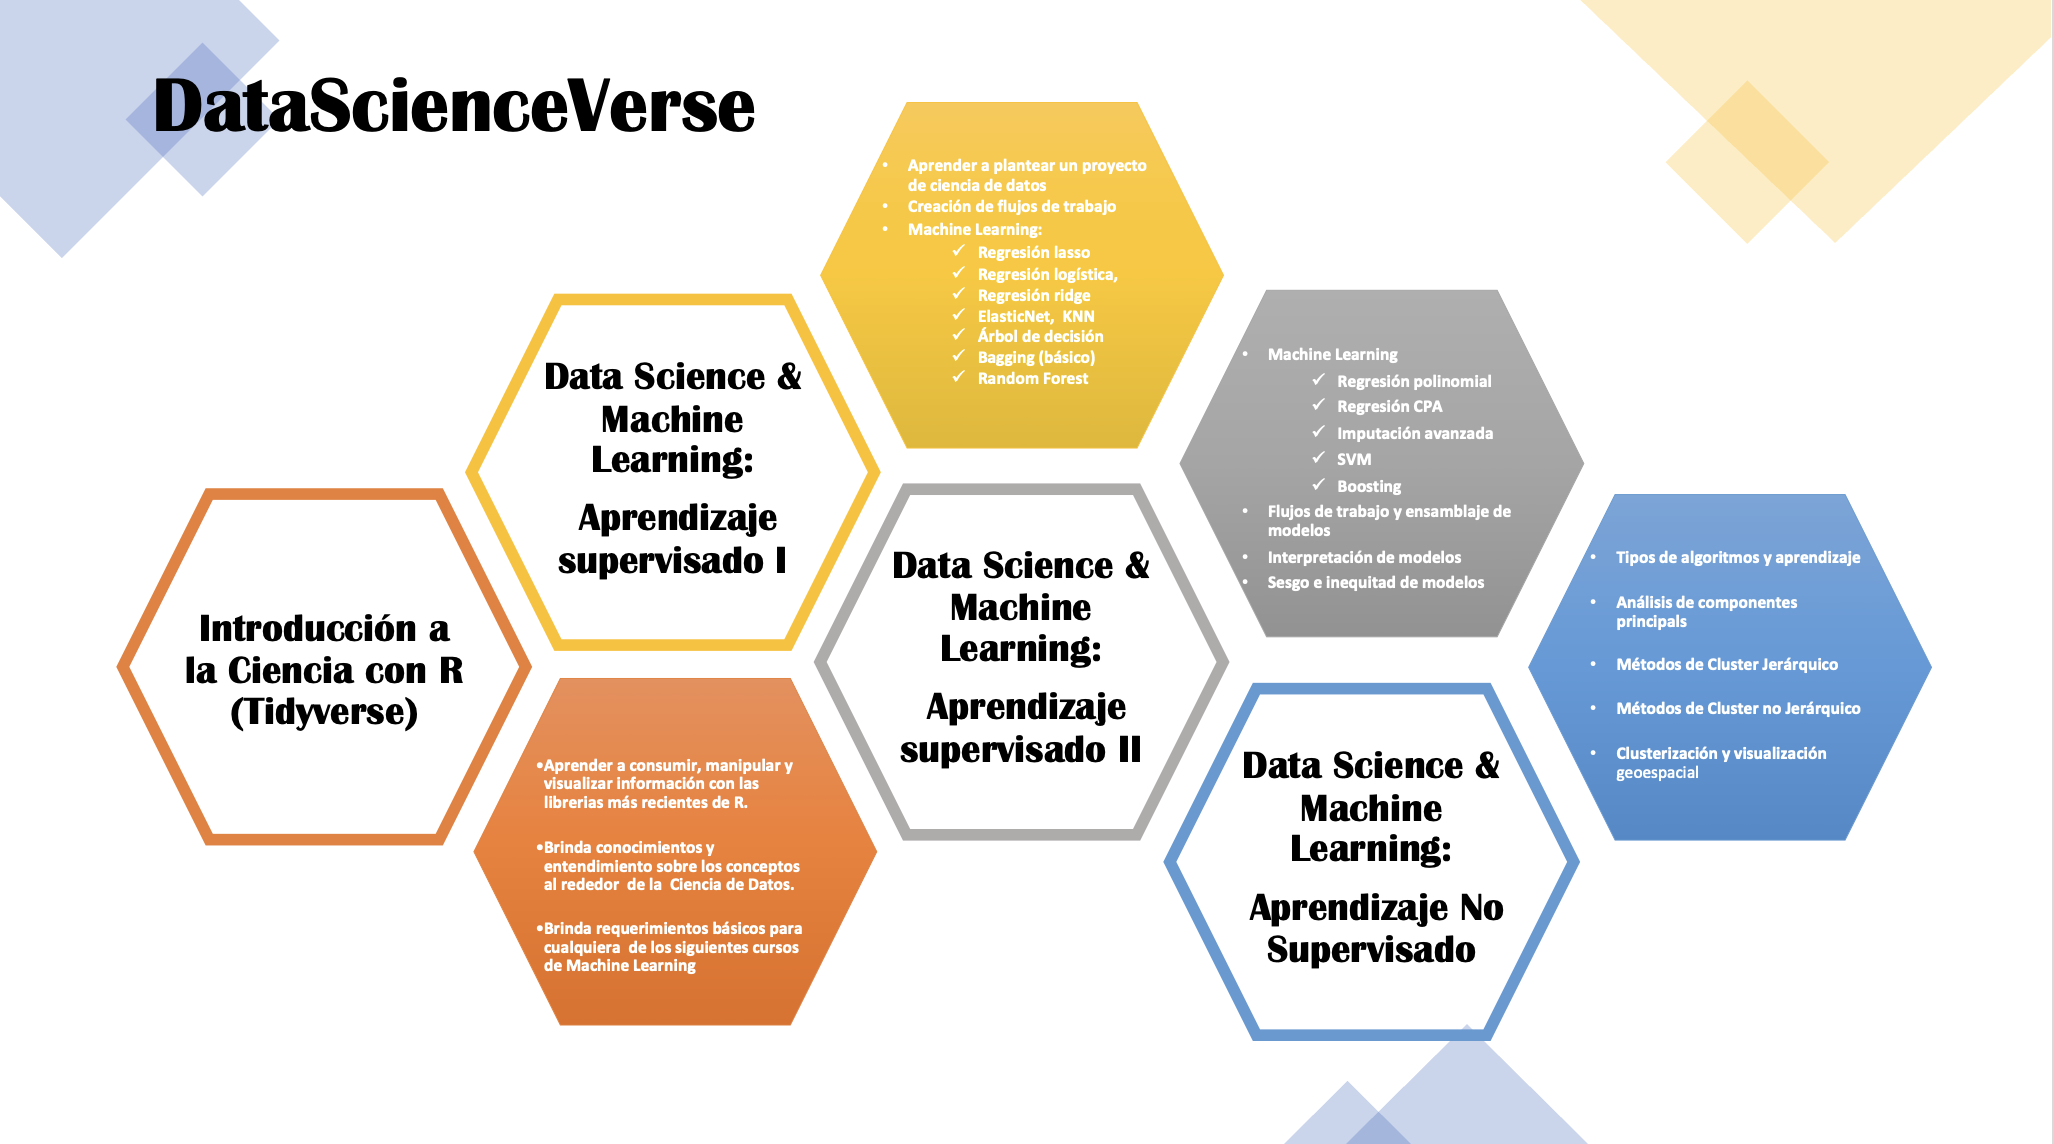 DataScienceVerse
Introducción a
la Ciencia con R
(Tidyverse)
•Aprender a consumir, manipular y
visualizar información con las
librerias más recientes de R.
•Brinda conocimientos y
entendimiento sobre los conceptos
al rededor de la Ciencia de Datos.
•Brinda requerimientos básicos para
cualquiera de los siguientes cursos
de Machine Learning
Data Science &
Machine
Learning:
Aprendizaje
supervisado I
• Aprender a plantear un proyecto
de ciencia de datos
• Creación de flujos de trabajo
• Machine Learning:
✓ Regresión lasso
✓ Regresión logística,
✓ Regresión ridge
✓ ElasticNet, KNN
✓ Árbol de decisión
✓ Bagging (básico)
✓ Random Forest
Data Science &
Machine
Learning:
Aprendizaje
supervisado II
• Machine Learning
✓ Regresión polinomial
✓ Regresión CPA
✓ Imputación avanzada
✓ SVM
✓ Boosting
• Flujos de trabajo y ensamblaje de
modelos
• Interpretación de modelos
• Sesgo e inequitad de modelos
Data Science &
Machine
Learning:
Aprendizaje No
Supervisado
• Tipos de algoritmos y aprendizaje
• Análisis de componentes
principals
• Métodos de Cluster Jerárquico
• Métodos de Cluster no Jerárquico
• Clusterización y visualización
geoespacial